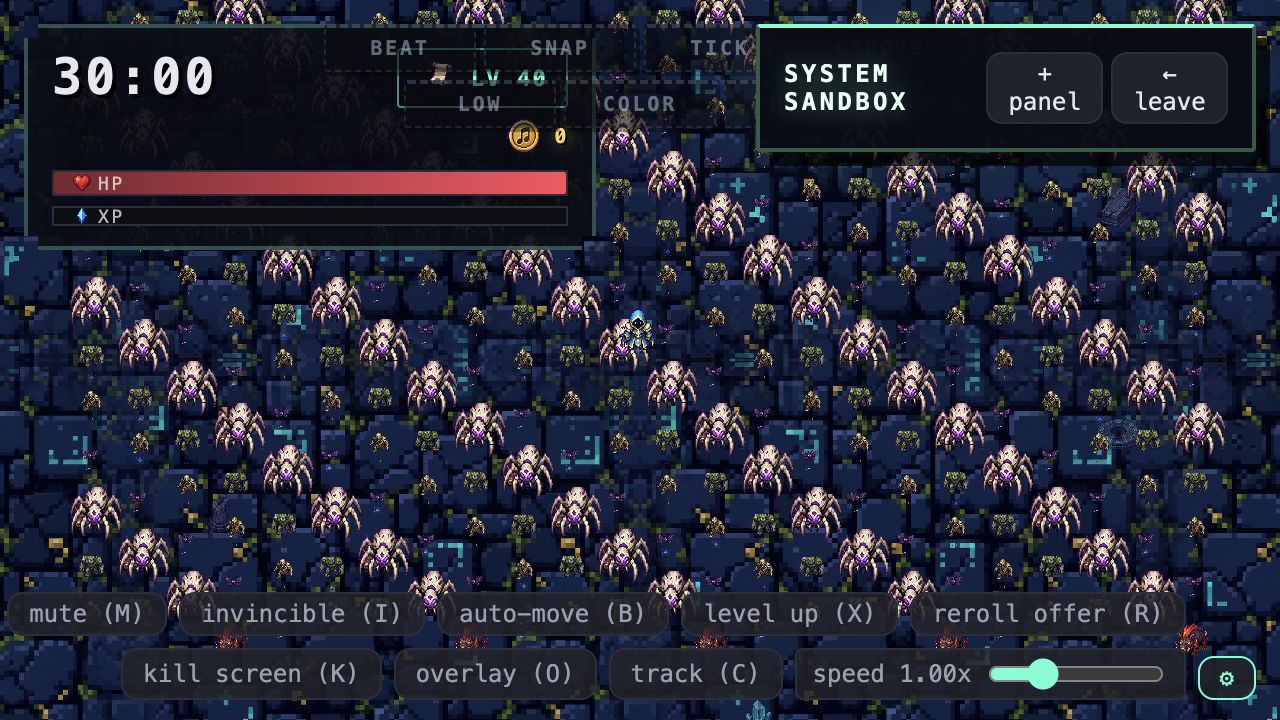 30:00
BEAT - SNAP TICK
LV 40
LOW COLOR
0
HP
XP
SYSTEM
SANDBOX
+
panel
←
leave
mute (M) invincible (I) auto-move (B) level up (X) reroll offer (R)
kill screen (K) overlay (O) track (C) speed 1.00x